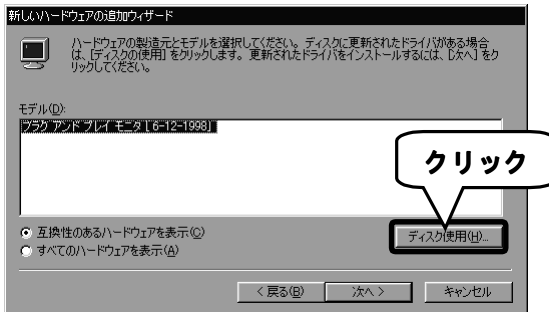 新しいハードウェアの追加ウィザード
ハードウェアの製造元とモデルを選択してください。ディスクに更新されたドライバがある場合
は、[ディスクの使用] をクリックします。更新されたドライバをインストールするには、[次へ] をク
リックしてください。
モデル(D):
プラグ アンド プレイ モニタ [6-12-1998]
クリック
互換性のあるハードウェアを表示(C)
ディスク使用(H)...
すべてのハードウェアを表示(A)
< 戻る(B)
次へ >
キャンセル